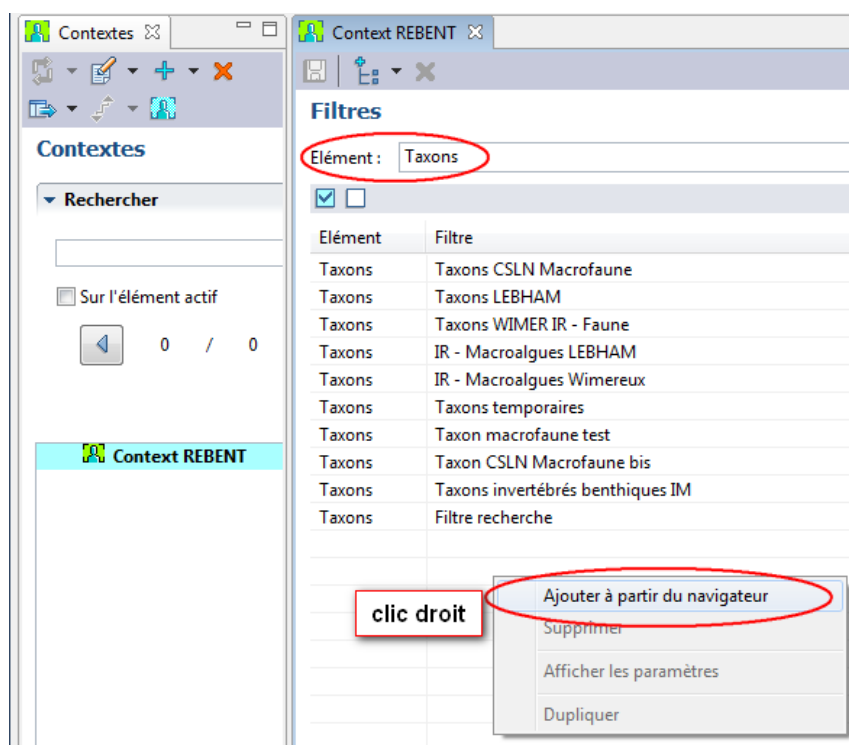 Contextes
Context REBENT
Filtres
Contextes
Elément : Taxons
Rechercher
Elément Filtre
Taxons Taxons CSLN Macrofaune
Sur l'élément actif
Taxons Taxons LEBHAM
Taxons Taxons WIMER IR - Faune
0 / 0
Taxons IR - Macroalgues LEBHAM
Taxons IR - Macroalgues Wimereux
Taxons Taxons temporaires
Taxons Taxon macrofaune test
Context REBENT
Taxons Taxon CSLN Macrofaune bis
Taxons Taxons invertébrés benthiques IM
Taxons Filtre recherche
clic droit
Ajouter à partir du navigateur
Supprimer
Afficher les paramètres
Dupliquer